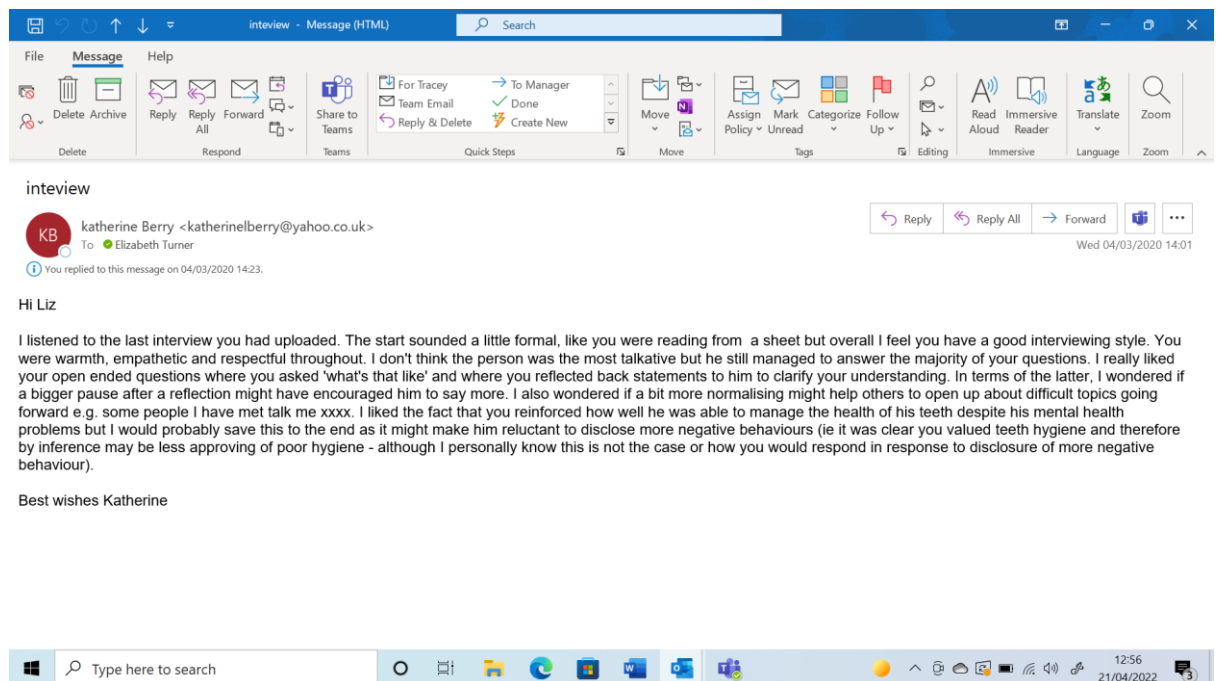 inteview - Message (HTML)
Search
File Message Help
Delete Archive
Reply Reply All Forward
Share to Teams
For Tracey
To Manager
Team Email
Done
Reply & Delete
Create New
Move
Assign Policy Mark Unread Categorize Follow Up
Read Aloud Immersive Reader
Translate
Zoom
Delete Respond Teams Quick Steps Move Tags Editing Immersive Language Zoom
inteview
KB
katherine Berry <katherinelberry@yahoo.co.uk>
To Elizabeth Turner
Reply Reply All Forward
Wed 04/03/2020 14:01
You replied to this message on 04/03/2020 14:23.
Hi Liz
I listened to the last interview you had uploaded. The start sounded a little formal, like you were reading from a sheet but overall I feel you have a good interviewing style. You
were warmth, empathetic and respectful throughout. I don't think the person was the most talkative but he still managed to answer the majority of your questions. I really liked
your open ended questions where you asked 'what's that like' and where you reflected back statements to him to clarify your understanding. In terms of the latter, I wondered if
a bigger pause after a reflection might have encouraged him to say more. I also wondered if a bit more normalising might help others to open up about difficult topics going
forward e.g. some people I have met talk me xxxx. I liked the fact that you reinforced how well he was able to manage the health of his teeth despite his mental health
problems but I would probably save this to the end as it might make him reluctant to disclose more negative behaviours (ie it was clear you valued teeth hygiene and therefore
by inference may be less approving of poor hygiene - although I personally know this is not the case or how you would respond in response to disclosure of more negative
behaviour).
Best wishes Katherine
Type here to search
12:56
21/04/2022
3